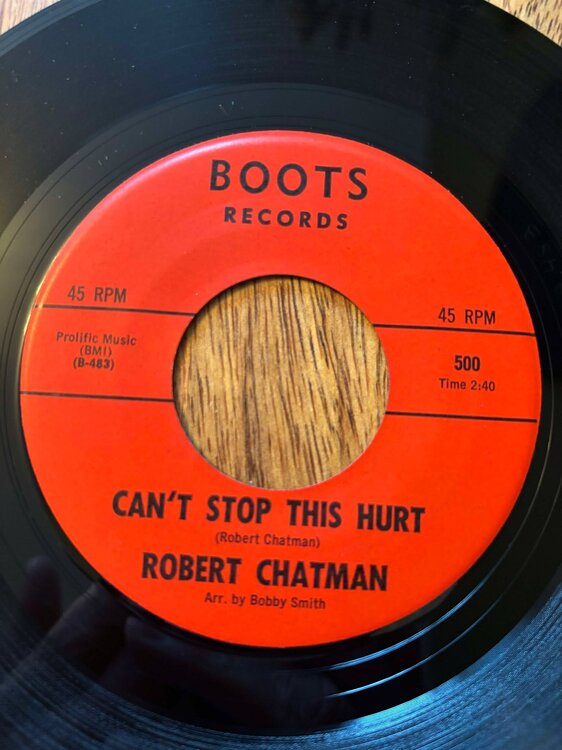 BOOTS
RECORDS
45 RPM
45 RPM
Prolific Music
(BMI)
(B-483)
500
Time 2:40
CAN'T STOP THIS HURT
(Robert Chatman)
ROBERT CHATMAN
Arr. by Bobby Smith